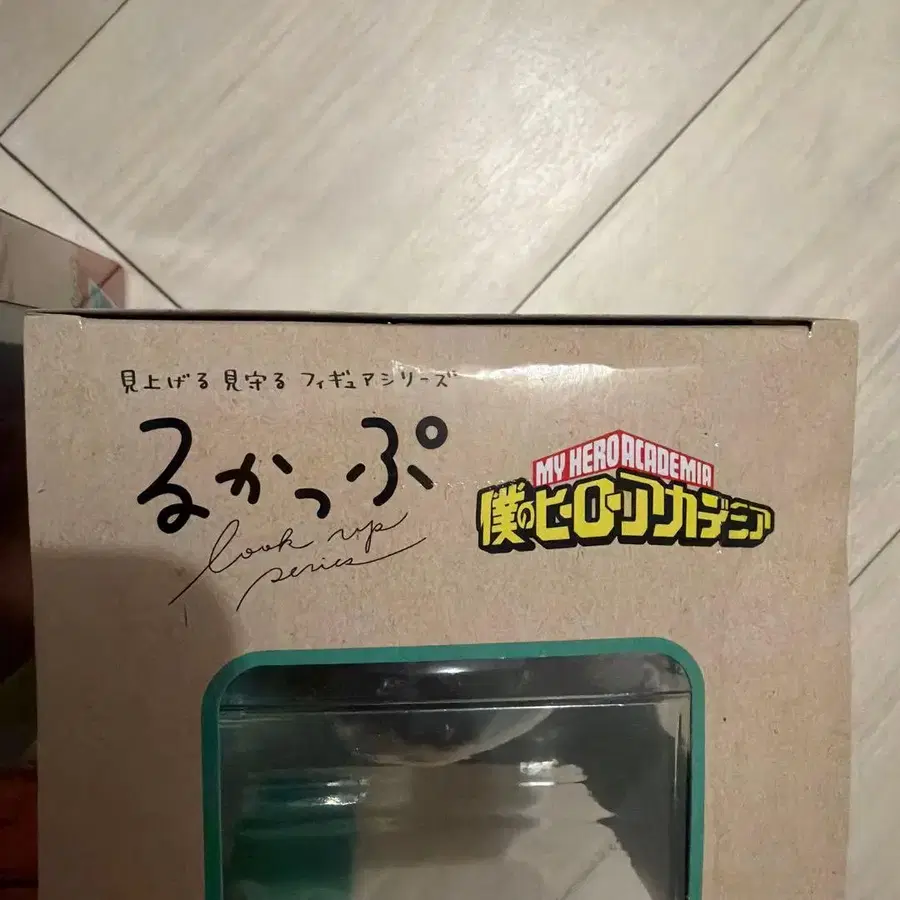 見上げる 見守る フィギュアシリーズ
るかっぷ
look up
series
MY HERO ACADEMIA
僕のヒーローアカデミア